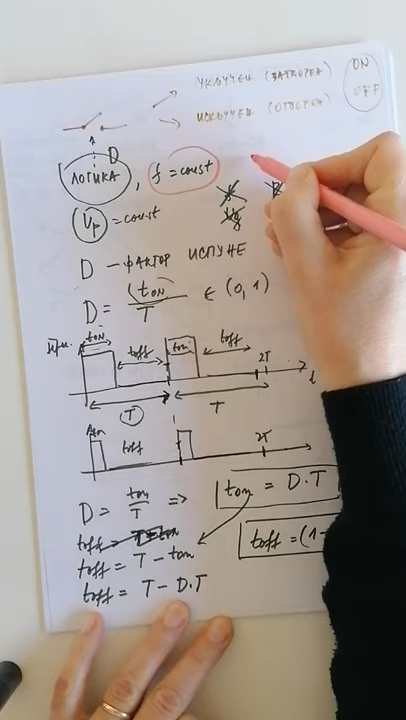 УКЉУЧЕН (ЗАТВОРЕН) ON
ИСКЉУЧЕН (ОТВОРЕН) OFF
D
ЛОГИКА, f = const
Up = const
D — ФАКТОР ИСПУНЕ
D = ton / T ∈ (0, 1)
ton toff ton toff 2T
t
T T
toff 2T
D = ton / T => ton = D·T
toff = T - ton
toff = (1-
toff = T - D·T